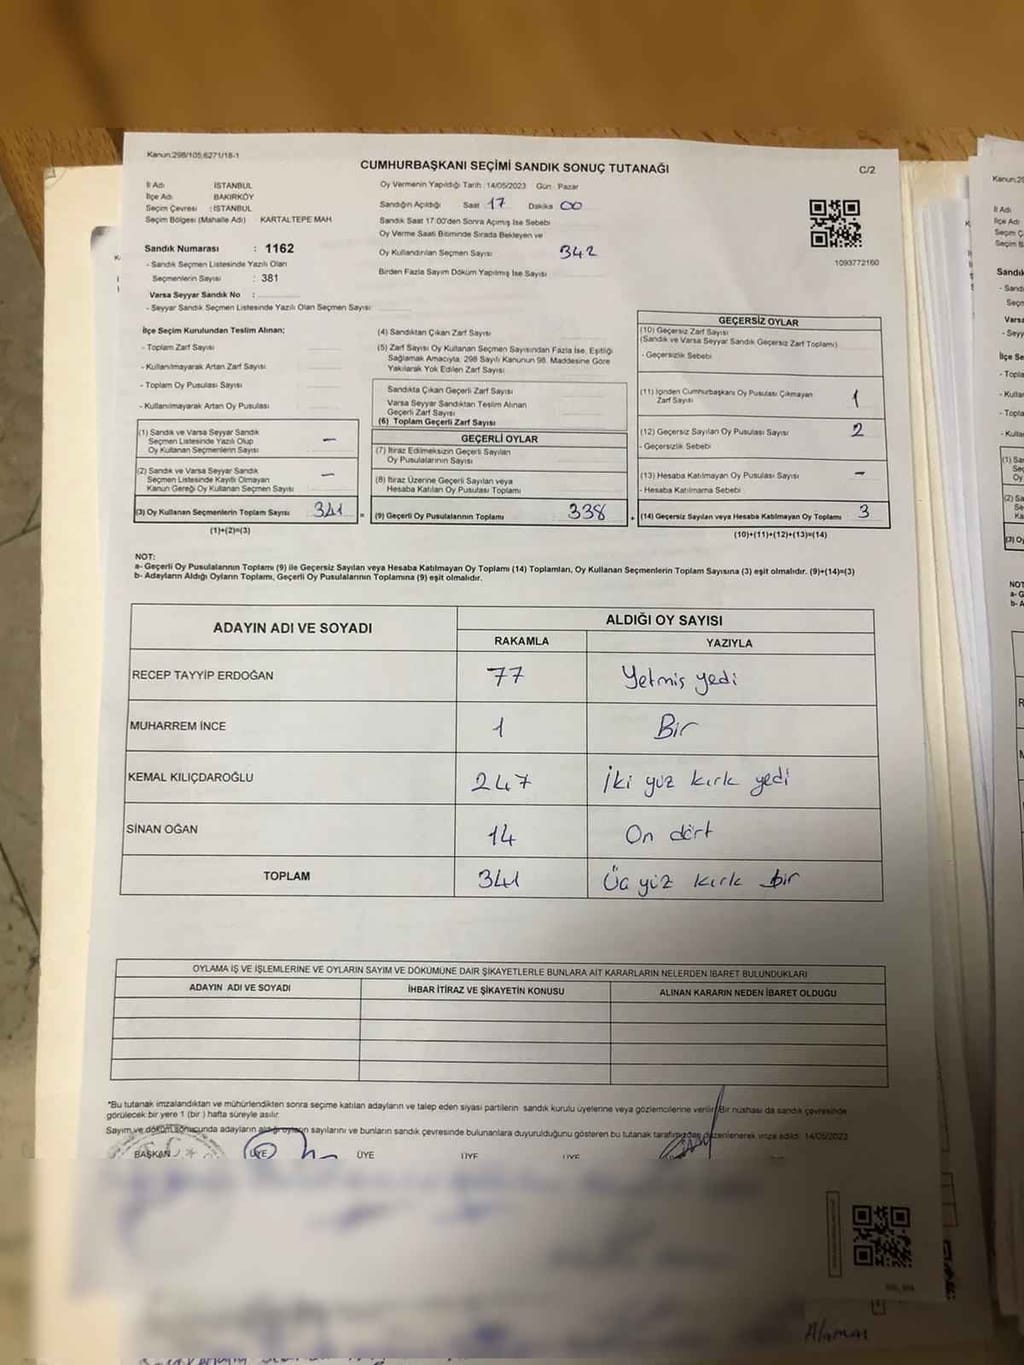 Kanun:298/105,6271/18-1
CUMHURBAŞKANI SEÇİMİ SANDIK SONUÇ TUTANAĞI
C/2
İl Adı : İSTANBUL
İlçe Adı : BAKIRKÖY
Seçim Çevresi : İSTANBUL
Seçim Bölgesi (Mahalle Adı) KARTALTEPE MAH
Sandık Numarası : 1162
- Sandık Seçmen Listesinde Yazılı Olan
Seçmenlerin Sayısı : 381
Varsa Seyyar Sandık No :
- Seyyar Sandık Seçmen Listesinde Yazılı Olan Seçmen Sayısı
Oy Vermenin Yapıldığı Tarih :14/05/2023 Gün : Pazar
Sandığın Açıldığı Saat 17 Dakika 00
Sandık Saat 17.00'den Sonra Açılmış İse Sebebi
Oy Verme Saati Bitiminde Sırada Bekleyen ve
Oy Kullandırılan Seçmen Sayısı 342
Birden Fazla Sayım Döküm Yapılmış İse Sayısı
1093772160
İlçe Seçim Kurulundan Teslim Alınan;
- Toplam Zarf Sayısı
- Kullanılmayarak Artan Zarf Sayısı
- Toplam Oy Pusulası Sayısı
- Kullanılmayarak Artan Oy Pusulası
(1) Sandık ve Varsa Seyyar Sandık
Seçmen Listesinde Yazılı Olup
Oy Kullanan Seçmenlerin Sayısı –
(2) Sandık ve Varsa Seyyar Sandık
Seçmen Listesinde Kayıtlı Olmayan
Kanun Gereği Oy Kullanan Seçmen Sayısı –
(3) Oy Kullanan Seçmenlerin Toplam Sayısı 341
(1)+(2)=(3)
(4) Sandıktan Çıkan Zarf Sayısı
(5) Zarf Sayısı Oy Kullanan Seçmen Sayısından Fazla İse, Eşitliği
Sağlamak Amacıyla, 298 Sayılı Kanunun 98. Maddesine Göre
Yakılarak Yok Edilen Zarf Sayısı
Sandıkta Çıkan Geçerli Zarf Sayısı
Varsa Seyyar Sandıktan Teslim Alınan
Geçerli Zarf Sayısı
(6) Toplam Geçerli Zarf Sayısı
GEÇERLİ OYLAR
(7) İtiraz Edilmeksizin Geçerli Sayılan
Oy Pusulalarının Sayısı
(8) İtiraz Üzerine Geçerli Sayılan veya
Hesaba Katılan Oy Pusulası Toplamı
= (9) Geçerli Oy Pusulalarının Toplamı 338
GEÇERSİZ OYLAR
(10) Geçersiz Zarf Sayısı
(Sandık ve Varsa Seyyar Sandık Geçersiz Zarf Toplamı)
- Geçersizlik Sebebi
(11) İçinden Cumhurbaşkanı Oy Pusulası Çıkmayan
Zarf Sayısı 1
(12) Geçersiz Sayılan Oy Pusulası Sayısı 2
- Geçersizlik Sebebi
(13) Hesaba Katılmayan Oy Pusulası Sayısı –
- Hesaba Katılmama Sebebi
+ (14) Geçersiz Sayılan veya Hesaba Katılmayan Oy Toplamı 3
(10)+(11)+(12)+(13)=(14)
NOT:
a- Geçerli Oy Pusulalarının Toplamı (9) ile Geçersiz Sayılan veya Hesaba Katılmayan Oy Toplamı (14) Toplamları, Oy Kullanan Seçmenlerin Toplam Sayısına (3) eşit olmalıdır. (9)+(14)=(3)
b- Adayların Aldığı Oyların Toplamı, Geçerli Oy Pusulalarının Toplamına (9) eşit olmalıdır.
ADAYIN ADI VE SOYADI
ALDIĞI OY SAYISI
RAKAMLA YAZIYLA
RECEP TAYYİP ERDOĞAN 77 Yetmiş yedi
MUHARREM İNCE 1 Bir
KEMAL KILIÇDAROĞLU 247 İki yüz kırk yedi
SİNAN OĞAN 14 On dört
TOPLAM 341 Üç yüz kırk bir
OYLAMA İŞ VE İŞLEMLERİNE VE OYLARIN SAYIM VE DÖKÜMÜNE DAİR ŞİKAYETLERLE BUNLARA AİT KARARLARIN NELERDEN İBARET BULUNDUKLARI
ADAYIN ADI VE SOYADI İHBAR İTİRAZ VE ŞİKAYETİN KONUSU ALINAN KARARIN NEDEN İBARET OLDUĞU
*Bu tutanak imzalandıktan ve mühürlendikten sonra seçime katılan adayların ve talep eden siyasi partilerin sandık kurulu üyelerine veya gözlemcilerine verilir. Bir nüshası da sandık çevresinde
görülecek bir yere 1 (bir ) hafta süreyle asılır.
Sayım ve döküm sonucunda adayların aldığı oyların sayılarını ve bunların sandık çevresinde bulunanlara duyurulduğunu gösteren bu tutanak tarafımızdan düzenlenerek imza edildi. 14/05/2023
BAŞKAN ÜYE ÜYE ÜYE ÜYE